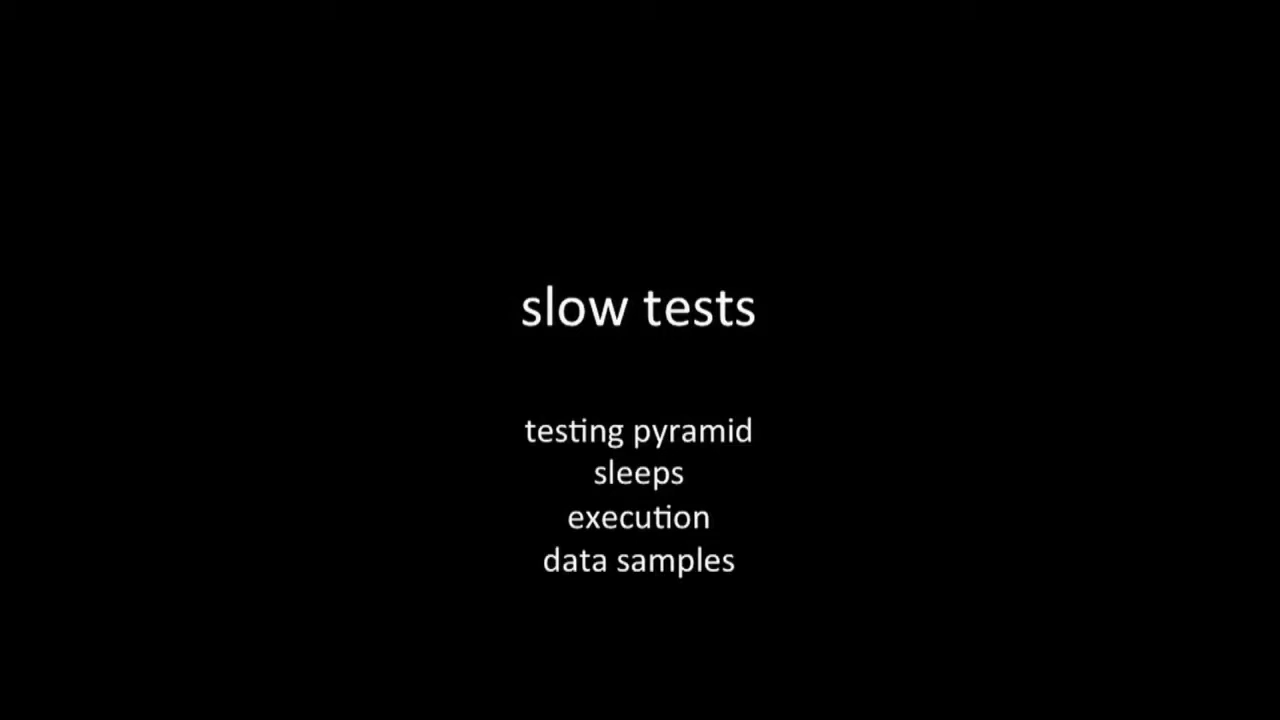 slow tests
testing pyramid
sleeps
execution
data samples